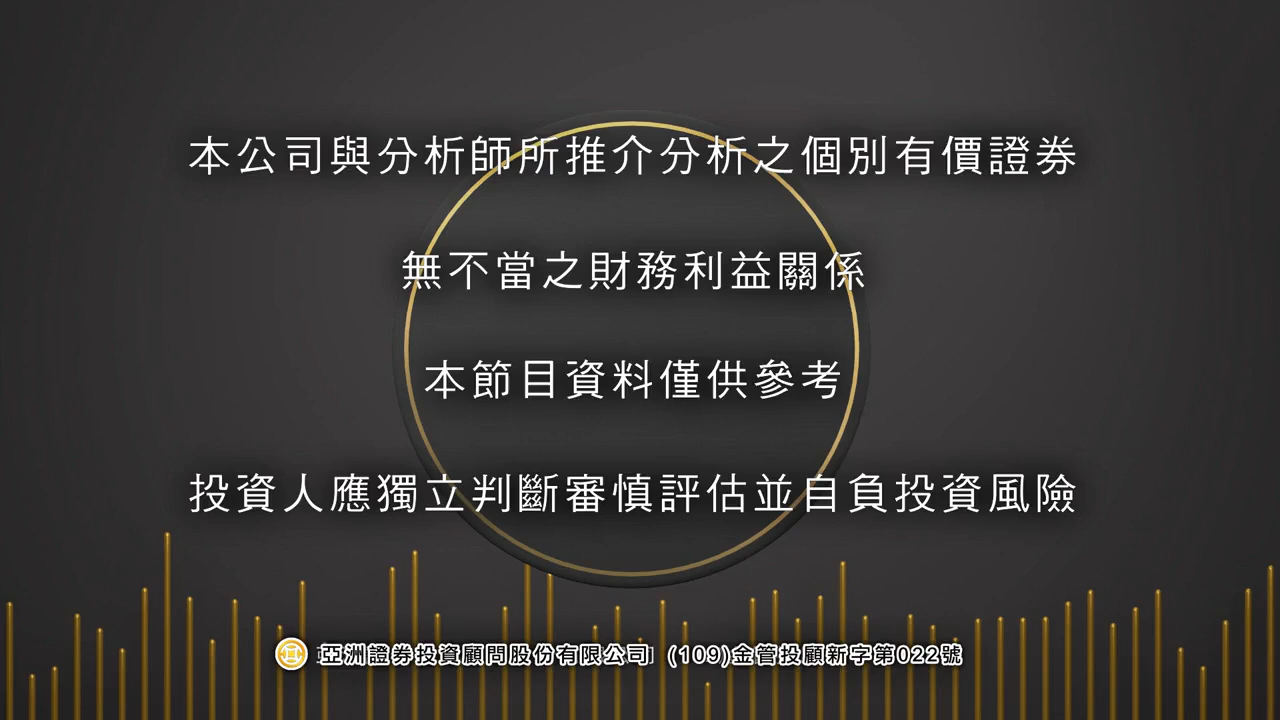 本公司與分析師所推介分析之個別有價證券
無不當之財務利益關係
本節目資料僅供參考
投資人應獨立判斷審慎評估並自負投資風險
亞洲證券投資顧問股份有限公司 (109)金管投顧新字第022號